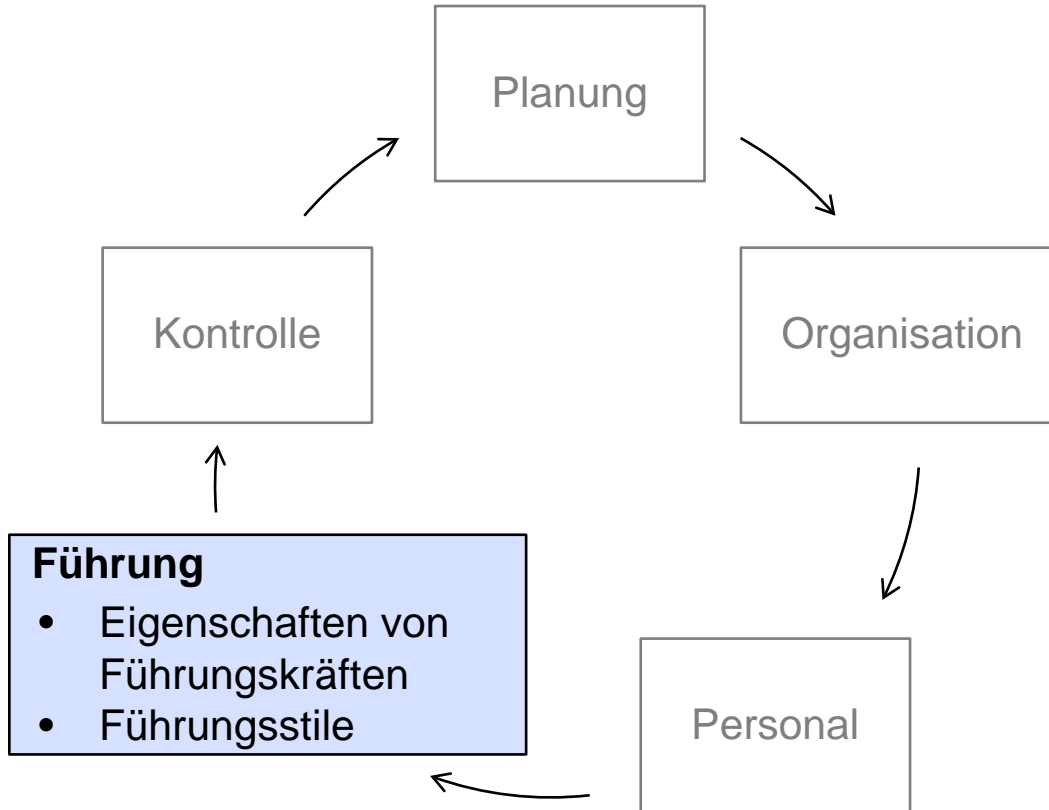 Planung
Kontrolle
Organisation
Führung
• Eigenschaften von
Führungskräften
• Führungsstile
Personal